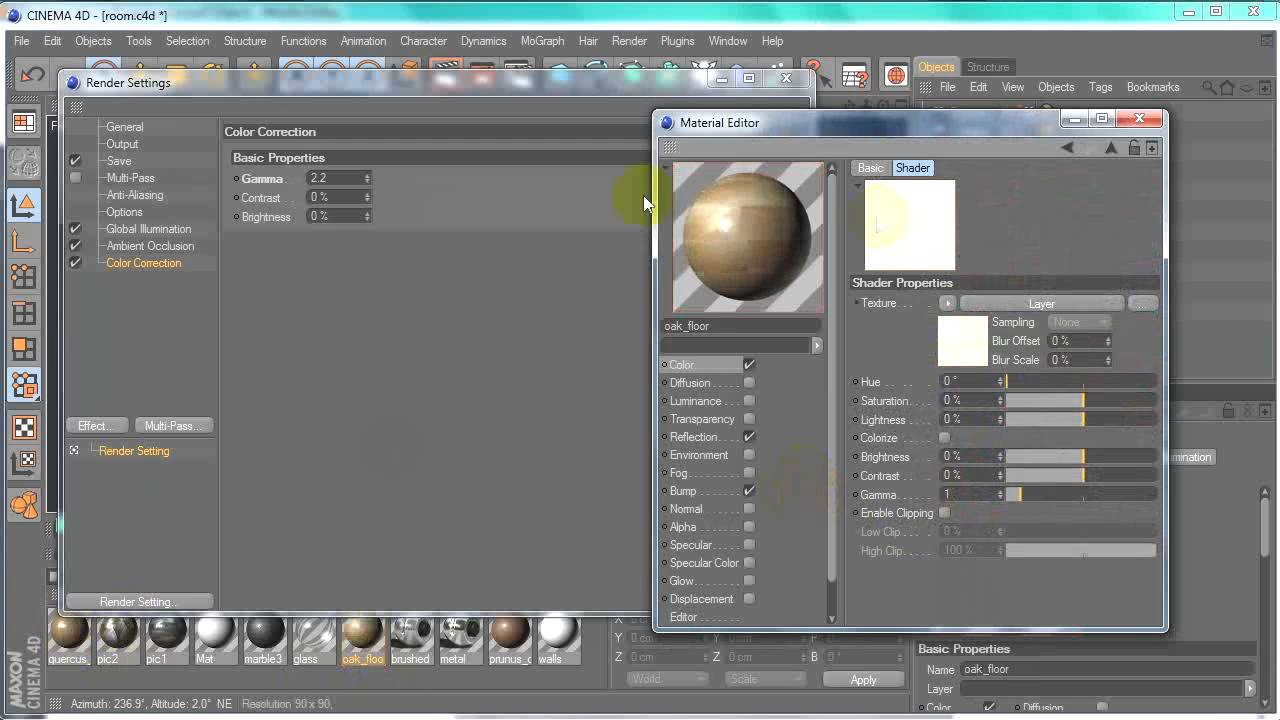 CINEMA 4D - [room.c4d *]
File Edit Objects Tools Selection Structure Functions Animation Character Dynamics MoGraph Hair Render Plugins Window Help
Objects Structure
File Edit View Objects Tags Bookmarks
Render Settings
General
Output
Save
Multi-Pass
Anti-Aliasing
Options
Global Illumination
Ambient Occlusion
Color Correction
Effect... Multi-Pass...
Render Setting
Render Setting..
Color Correction
Basic Properties
Gamma 2.2
Contrast 0 %
Brightness 0 %
Material Editor
oak_floor
Color
Diffusion
Luminance
Transparency
Reflection
Environment
Fog
Bump
Normal
Alpha
Specular
Specular Color
Glow
Displacement
Editor
Basic Shader
Shader Properties
Texture Layer ...
Sampling None
Blur Offset 0 %
Blur Scale 0 %
Hue 0 °
Saturation 0 %
Lightness 0 %
Colorize
Brightness 0 %
Contrast 0 %
Gamma 1
Enable Clipping
Low Clip 0 %
High Clip 100 %
umination
quercus_ pic2 pic1 Mat marble3 glass oak_floo brushed metal prunus_c walls
Y 0 cm Y 0 cm P
Z 0 cm Z 0 cm B 0 °
World Scale Apply
Basic Properties
Name oak_floor
Layer
Color Diffusion
MAXON
CINEMA 4D
Azimuth: 236.9°, Altitude: 2.0° NE Resolution 90 x 90,